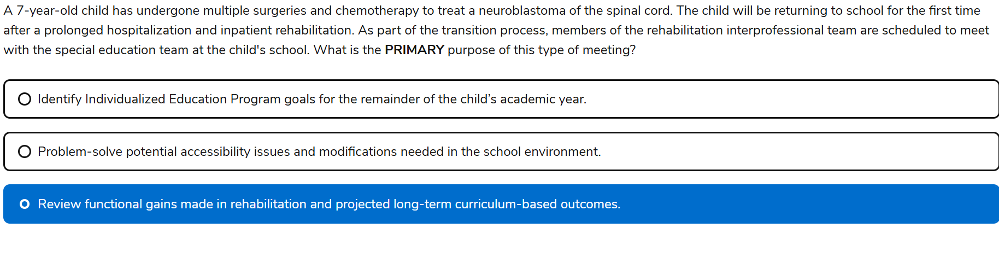 A 7-year-old child has undergone multiple surgeries and chemotherapy to treat a neuroblastoma of the spinal cord. The child will be returning to school for the first time
after a prolonged hospitalization and inpatient rehabilitation. As part of the transition process, members of the rehabilitation interprofessional team are scheduled to meet
with the special education team at the child's school. What is the PRIMARY purpose of this type of meeting?
Identify Individualized Education Program goals for the remainder of the child’s academic year.
Problem-solve potential accessibility issues and modifications needed in the school environment.
Review functional gains made in rehabilitation and projected long-term curriculum-based outcomes.